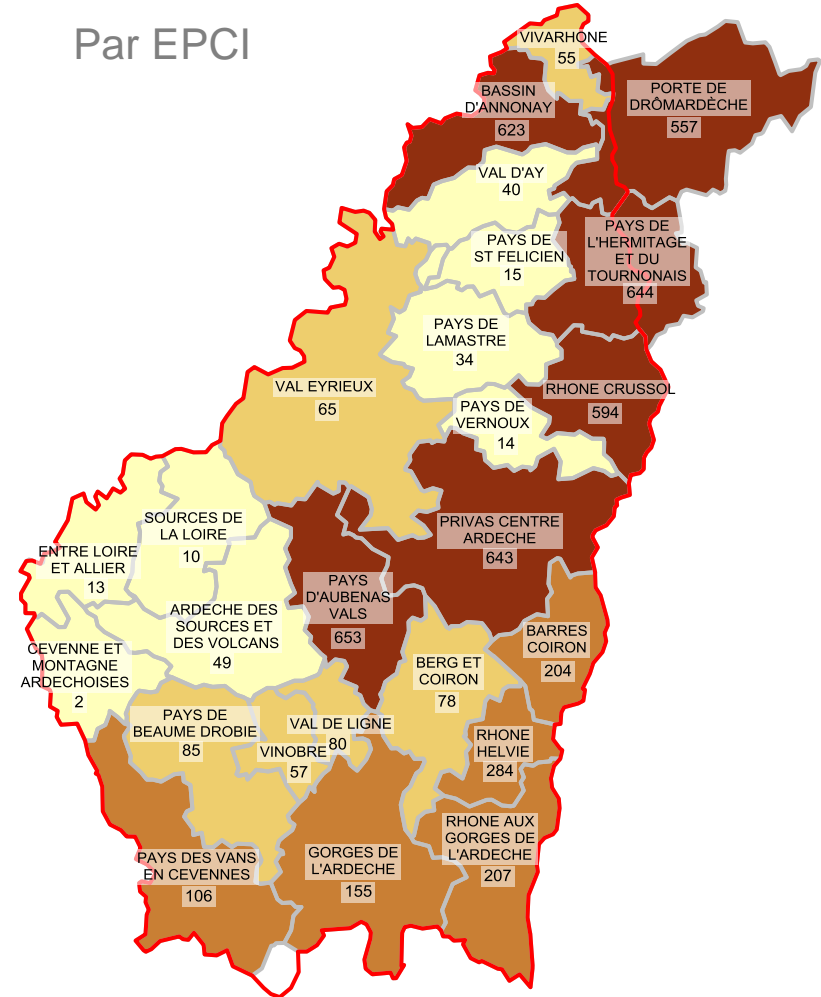 Par EPCI
VIVARHONE
55
BASSIN
D'ANNONAY
623
PORTE DE
DRÔMARDÈCHE
557
VAL D'AY
40
PAYS DE
ST FELICIEN
15
PAYS DE
L'HERMITAGE
ET DU
TOURNONAIS
644
PAYS DE
LAMASTRE
34
VAL EYRIEUX
65
RHONE CRUSSOL
594
PAYS DE
VERNOUX
14
SOURCES DE
LA LOIRE
10
PRIVAS CENTRE
ARDECHE
643
ENTRE LOIRE
ET ALLIER
13
PAYS
D'AUBENAS
VALS
653
ARDECHE DES
SOURCES ET
DES VOLCANS
49
BARRES
COIRON
204
CEVENNE ET
MONTAGNE
ARDECHOISES
2
BERG ET
COIRON
78
PAYS DE
BEAUME DROBIE
85
VAL DE LIGNE
80
VINOBRE
57
RHONE
HELVIE
284
RHONE AUX
GORGES DE
L'ARDECHE
207
PAYS DES VANS
EN CEVENNES
106
GORGES DE
L'ARDECHE
155